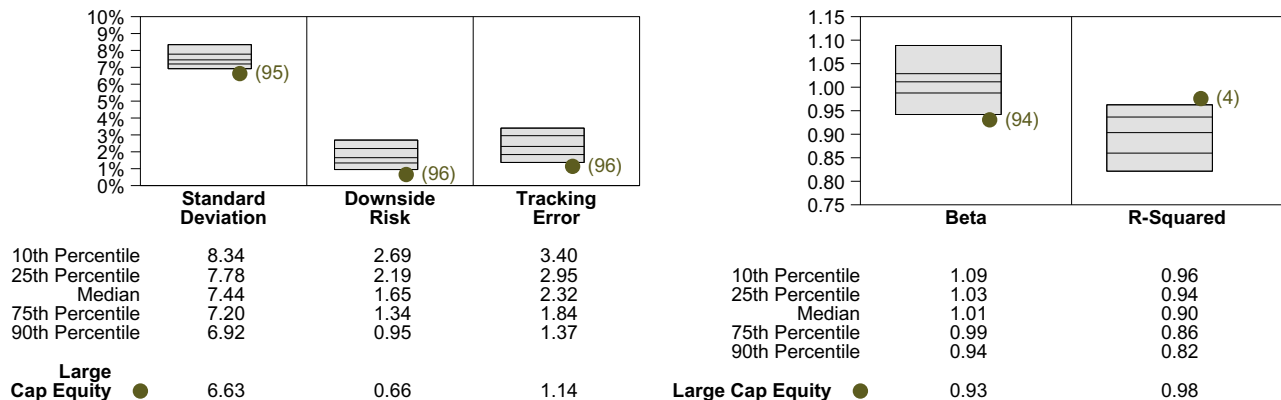 10%
9%
8%
7%
6%
5%
4%
3%
2%
1%
0%
(95)
(96)
(96)
Standard Deviation
Downside Risk
Tracking Error
10th Percentile 8.34 2.69 3.40
25th Percentile 7.78 2.19 2.95
Median 7.44 1.65 2.32
75th Percentile 7.20 1.34 1.84
90th Percentile 6.92 0.95 1.37
Large
Cap Equity 6.63 0.66 1.14
1.15
1.10
1.05
1.00
0.95
0.90
0.85
0.80
0.75
(94)
(4)
Beta R-Squared
10th Percentile 1.09 0.96
25th Percentile 1.03 0.94
Median 1.01 0.90
75th Percentile 0.99 0.86
90th Percentile 0.94 0.82
Large Cap Equity 0.93 0.98